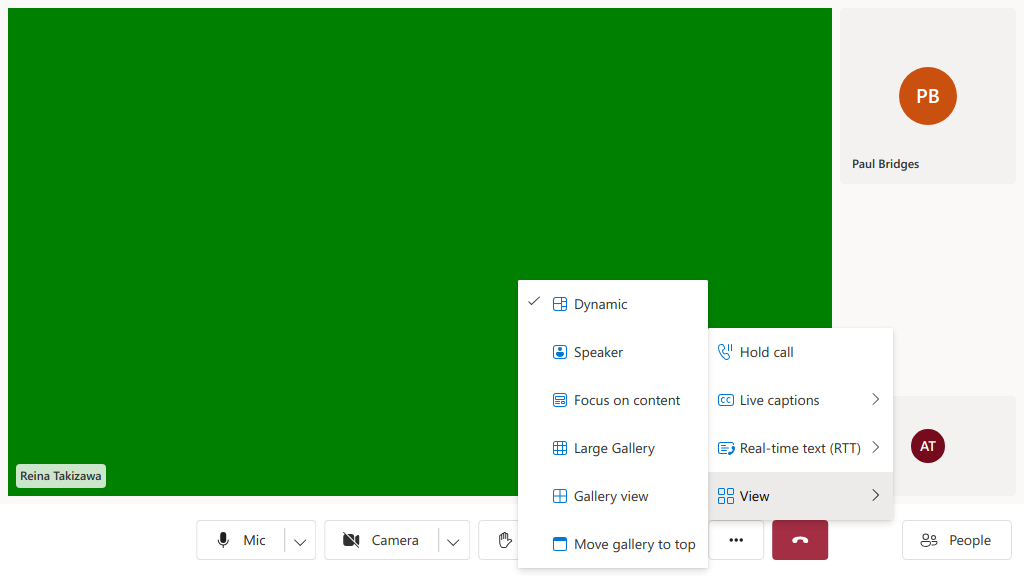 PB
Paul Bridges
Dynamic
Speaker
Focus on content
Large Gallery
Gallery view
Move gallery to top
Hold call
CC Live captions
Real-time text (RTT)
View
AT
Reina Takizawa
Mic
Camera
People